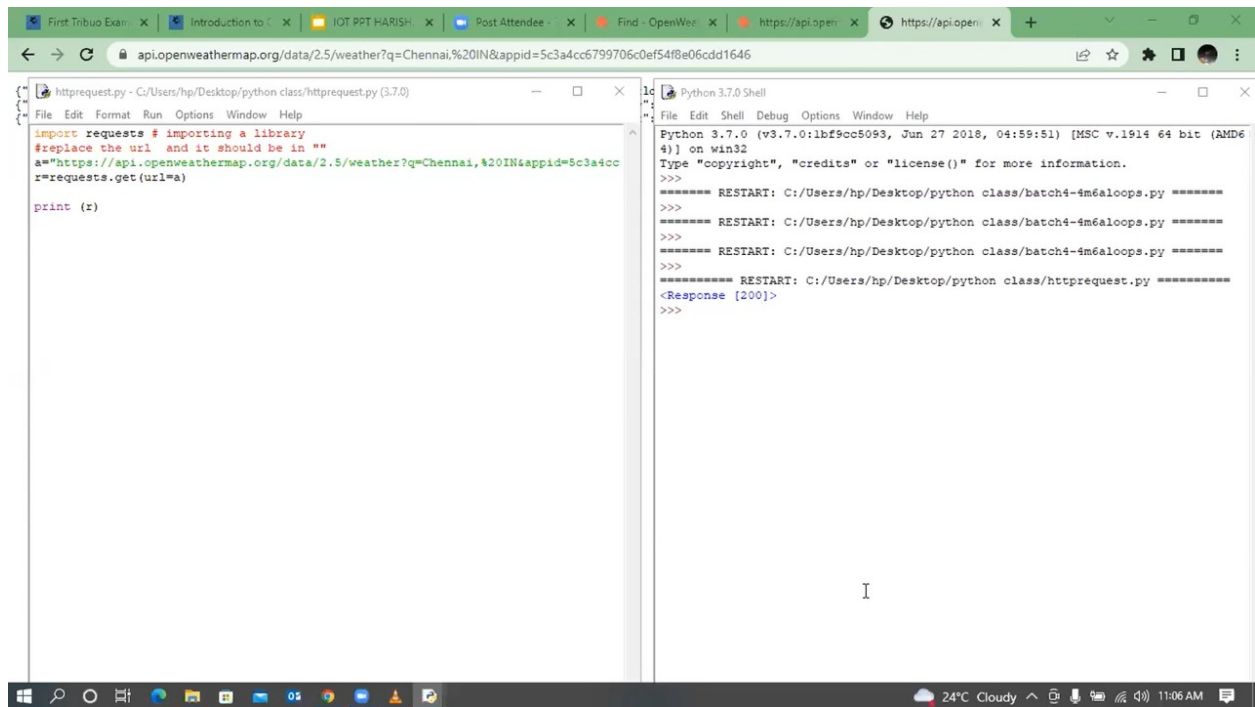 First Tribuo Exam
Introduction to C
IOT PPT HARISH.
Post Attendee -
Find - OpenWea
https://api.open
https://api.open
api.openweathermap.org/data/2.5/weather?q=Chennai,%20IN&appid=5c3a4cc6799706c0ef54f8e06cdd1646
httprequest.py - C:/Users/hp/Desktop/python class/httprequest.py (3.7.0)
File Edit Format Run Options Window Help
import requests # importing a library
#replace the url and it should be in ""
a="https://api.openweathermap.org/data/2.5/weather?q=Chennai,%20IN&appid=5c3a4cc
r=requests.get(url=a)
print (r)
Python 3.7.0 Shell
File Edit Shell Debug Options Window Help
Python 3.7.0 (v3.7.0:1bf9cc5093, Jun 27 2018, 04:59:51) [MSC v.1914 64 bit (AMD6
4)] on win32
Type "copyright", "credits" or "license()" for more information.
>>>
======= RESTART: C:/Users/hp/Desktop/python class/batch4-4m6aloops.py =======
>>>
======= RESTART: C:/Users/hp/Desktop/python class/batch4-4m6aloops.py =======
>>>
======= RESTART: C:/Users/hp/Desktop/python class/batch4-4m6aloops.py =======
>>>
========== RESTART: C:/Users/hp/Desktop/python class/httprequest.py ==========
<Response [200]>
>>>
24°C Cloudy
11:06 AM